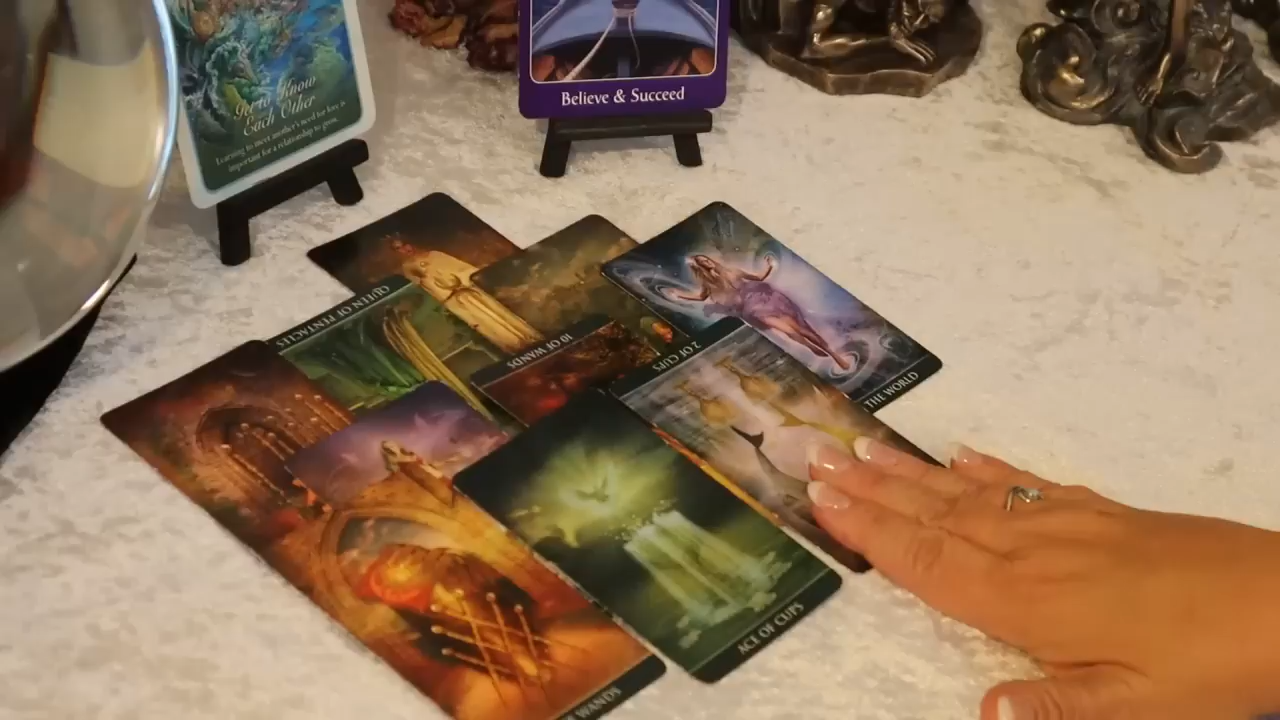 Get to Know
Each Other
Learning to meet another's need for love is
important for a relationship to grow.
Believe & Succeed
QUEEN OF PENTACLES
10 OF WANDS
2 OF CUPS
THE WORLD
ACE OF CUPS
WANDS